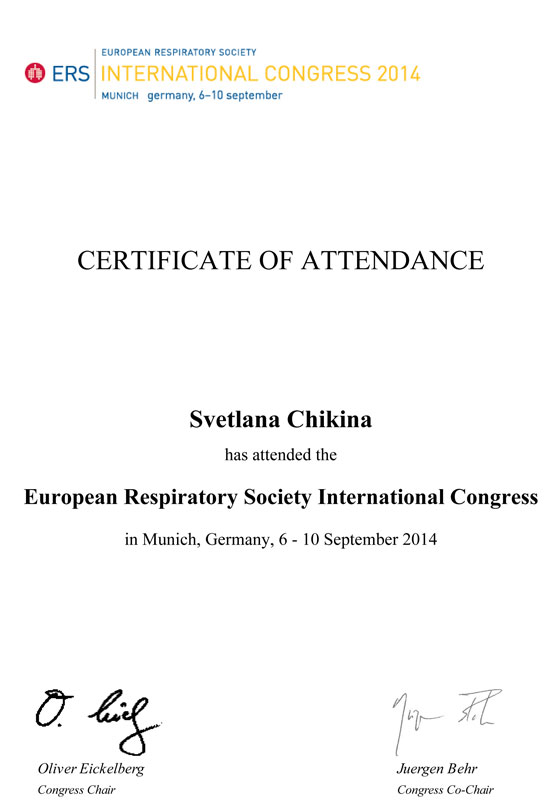 EUROPEAN RESPIRATORY SOCIETY
ERS INTERNATIONAL CONGRESS 2014
MUNICH germany, 6–10 september
CERTIFICATE OF ATTENDANCE
Svetlana Chikina
has attended the
European Respiratory Society International Congress
in Munich, Germany, 6 - 10 September 2014
Oliver Eickelberg
Congress Chair
Juergen Behr
Congress Co-Chair